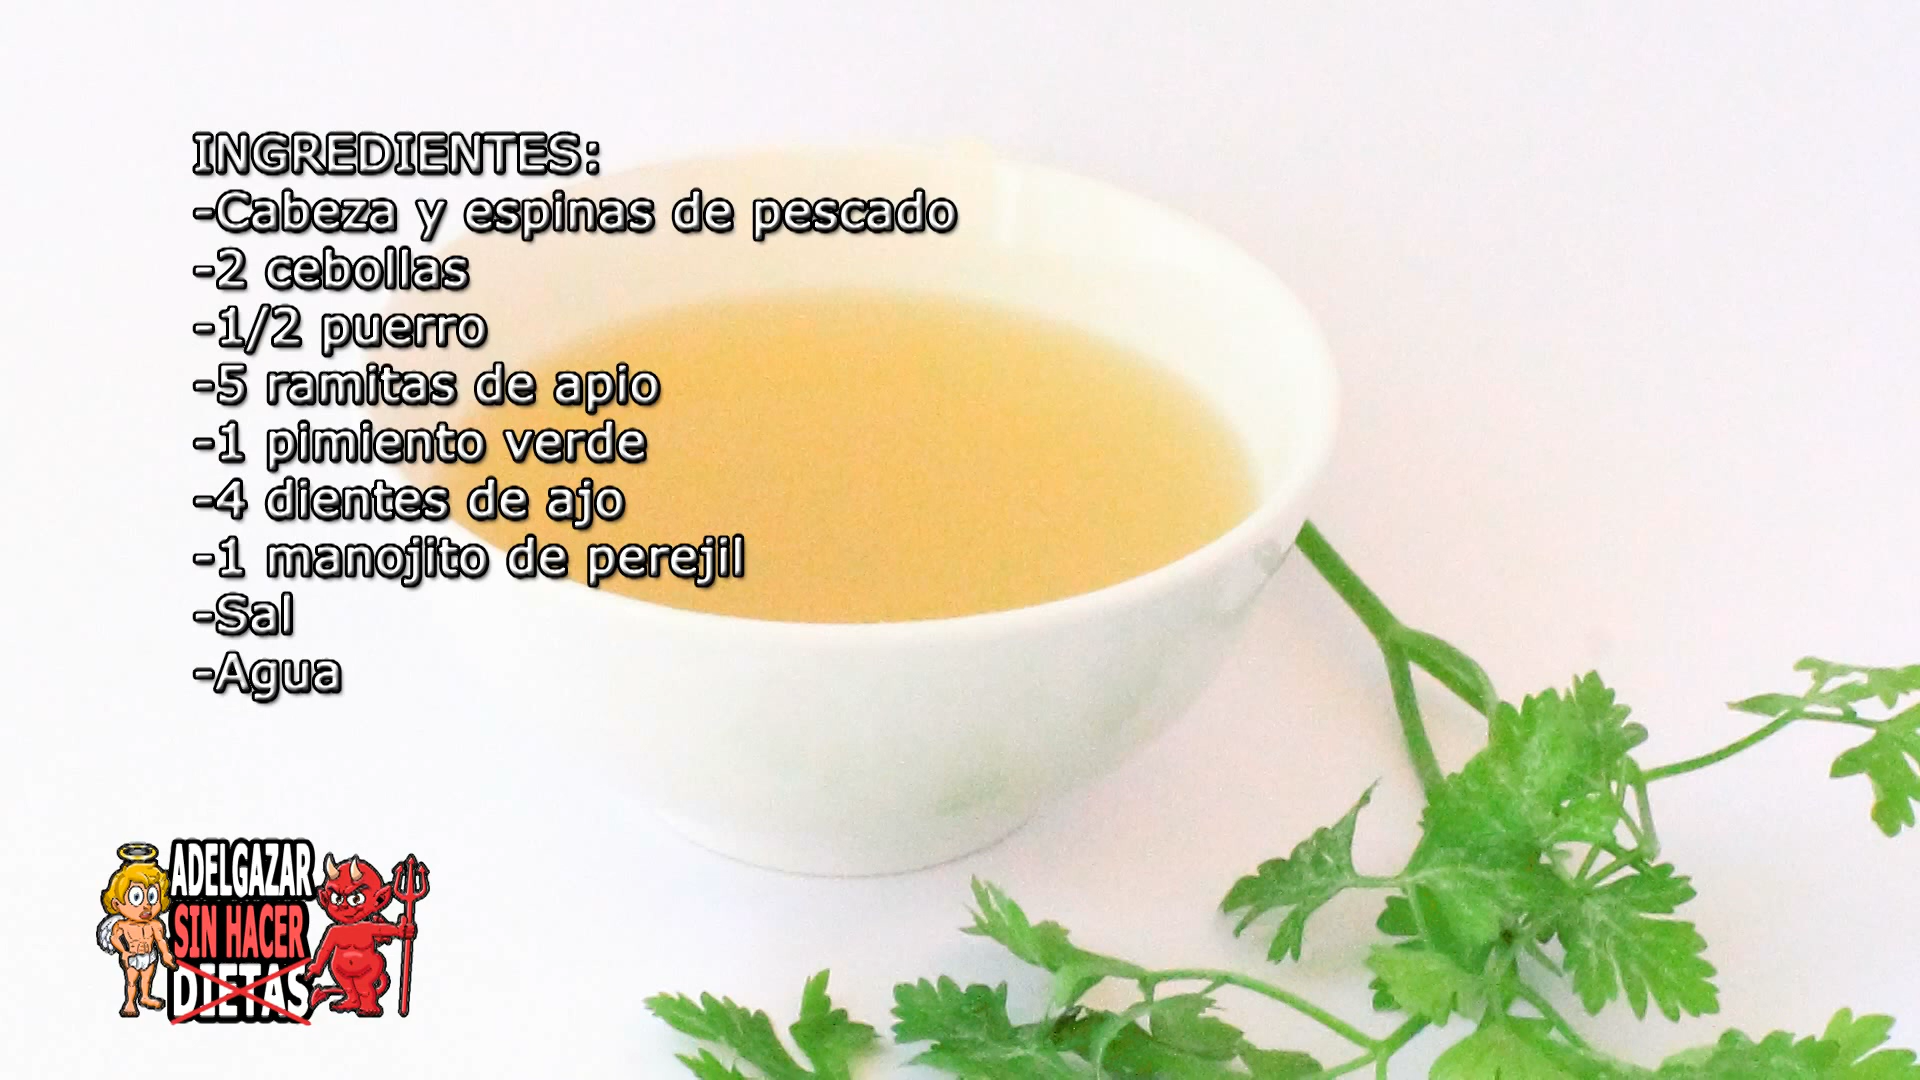 INGREDIENTES:
-Cabeza y espinas de pescado
-2 cebollas
-1/2 puerro
-5 ramitas de apio
-1 pimiento verde
-4 dientes de ajo
-1 manojito de perejil
-Sal
-Agua
ADELGAZAR
SIN HACER
DIETAS